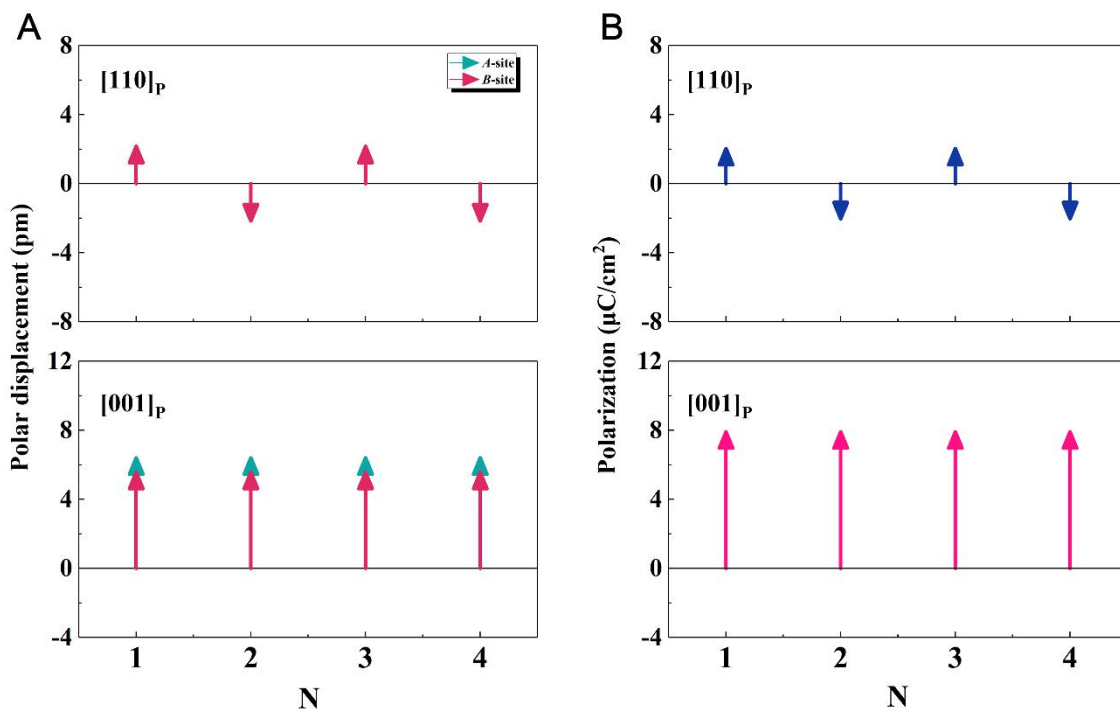 A
Polar displacement (pm)
8
4
0
-4
-8
[110]P
A-site
B-site
12
8
4
0
-4
[001]P
1 2 3 4
N
B
Polarization (μC/cm²)
8
4
0
-4
-8
[110]P
12
8
4
0
-4
[001]P
1 2 3 4
N